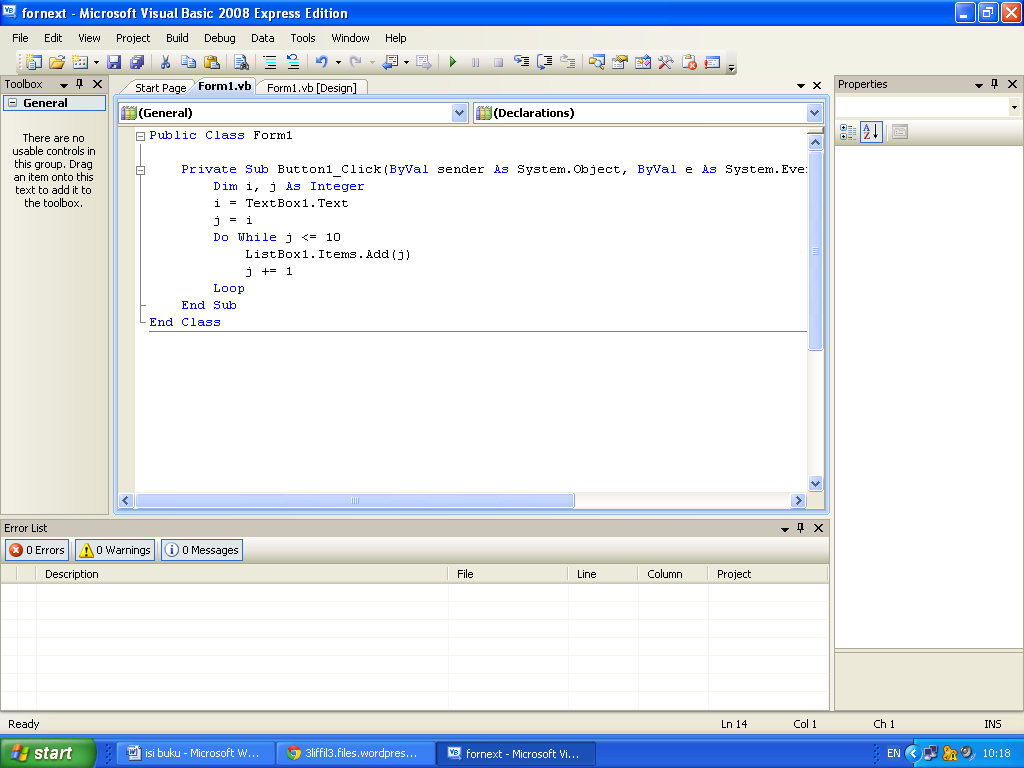 fornext - Microsoft Visual Basic 2008 Express Edition
File Edit View Project Build Debug Data Tools Window Help
Toolbox
General
There are no
usable controls in
this group. Drag
an item onto this
text to add it to
the toolbox.
Start Page Form1.vb Form1.vb [Design]
(General) (Declarations)
Public Class Form1
Private Sub Button1_Click(ByVal sender As System.Object, ByVal e As System.Eve
Dim i, j As Integer
i = TextBox1.Text
j = i
Do While j <= 10
ListBox1.Items.Add(j)
j += 1
Loop
End Sub
End Class
Properties
Error List
0 Errors 0 Warnings 0 Messages
Description File Line Column Project
Ready Ln 14 Col 1 Ch 1 INS
start isi buku - Microsoft W... 3liffil3.files.wordpres... fornext - Microsoft Vi... EN 10:18